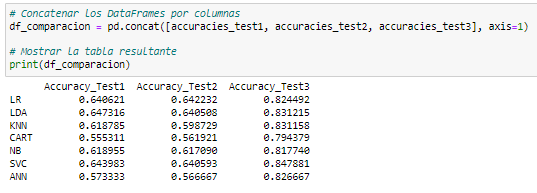 # Concatenar los DataFrames por columnas
df_comparacion = pd.concat([accuracies_test1, accuracies_test2, accuracies_test3], axis=1)
# Mostrar la tabla resultante
print(df_comparacion)
Accuracy_Test1 Accuracy_Test2 Accuracy_Test3
LR 0.640621 0.642232 0.824492
LDA 0.647316 0.640508 0.831215
KNN 0.618785 0.598729 0.831158
CART 0.555311 0.561921 0.794379
NB 0.618955 0.617090 0.817740
SVC 0.643983 0.640593 0.847881
ANN 0.573333 0.566667 0.826667